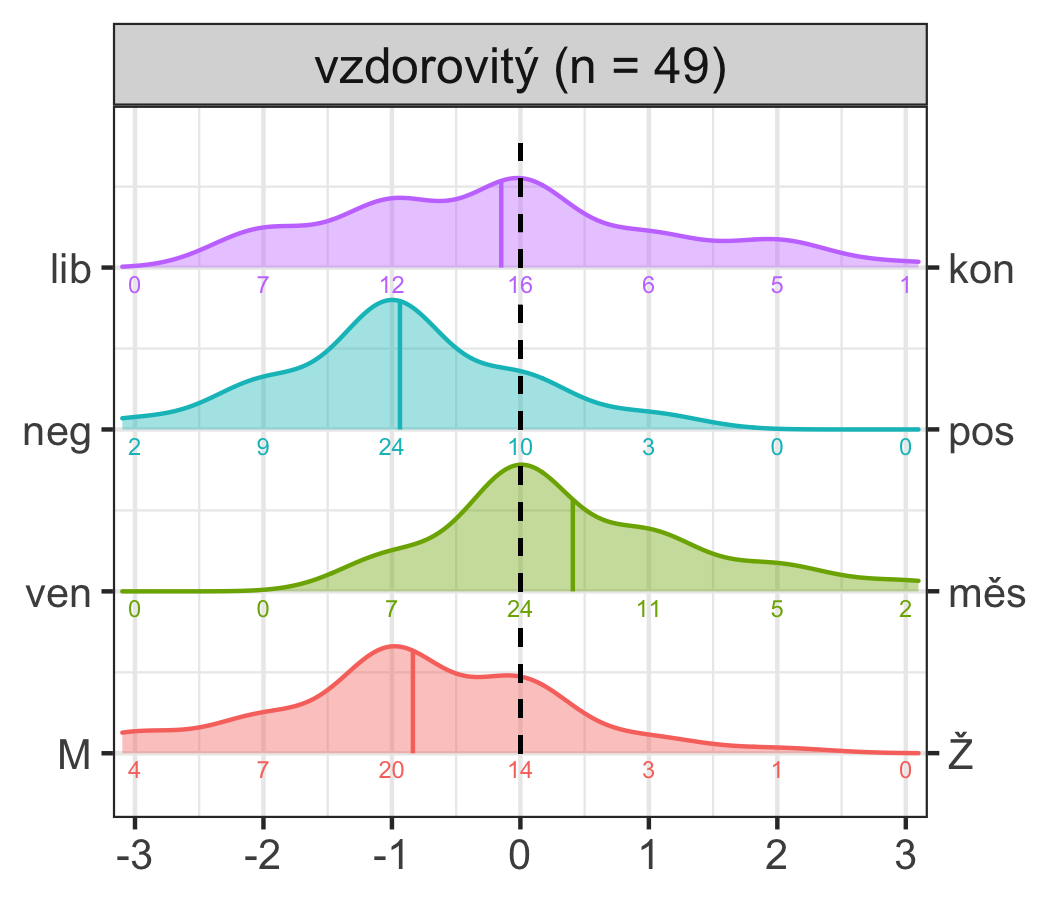 vzdorovitý (n = 49)
lib kon
0 7 12 16 6 5 1
neg pos
2 9 24 10 3 0 0
ven měs
0 0 7 24 11 5 2
M Ž
4 7 20 14 3 1 0
-3 -2 -1 0 1 2 3